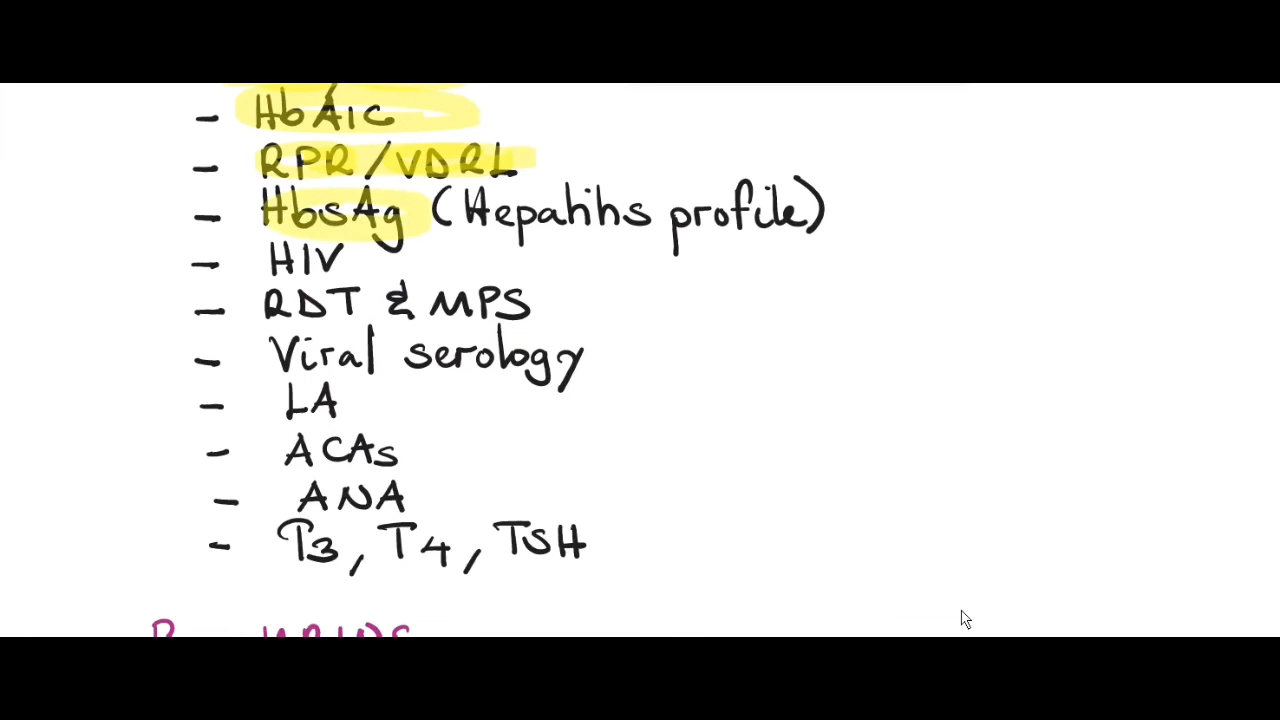 - HbA1c
- RPR/VDRL
- HbsAg (Hepatitis profile)
- HIV
- RDT & MPS
- Viral serology
- LA
- ACAs
- ANA
- T3, T4, TSH